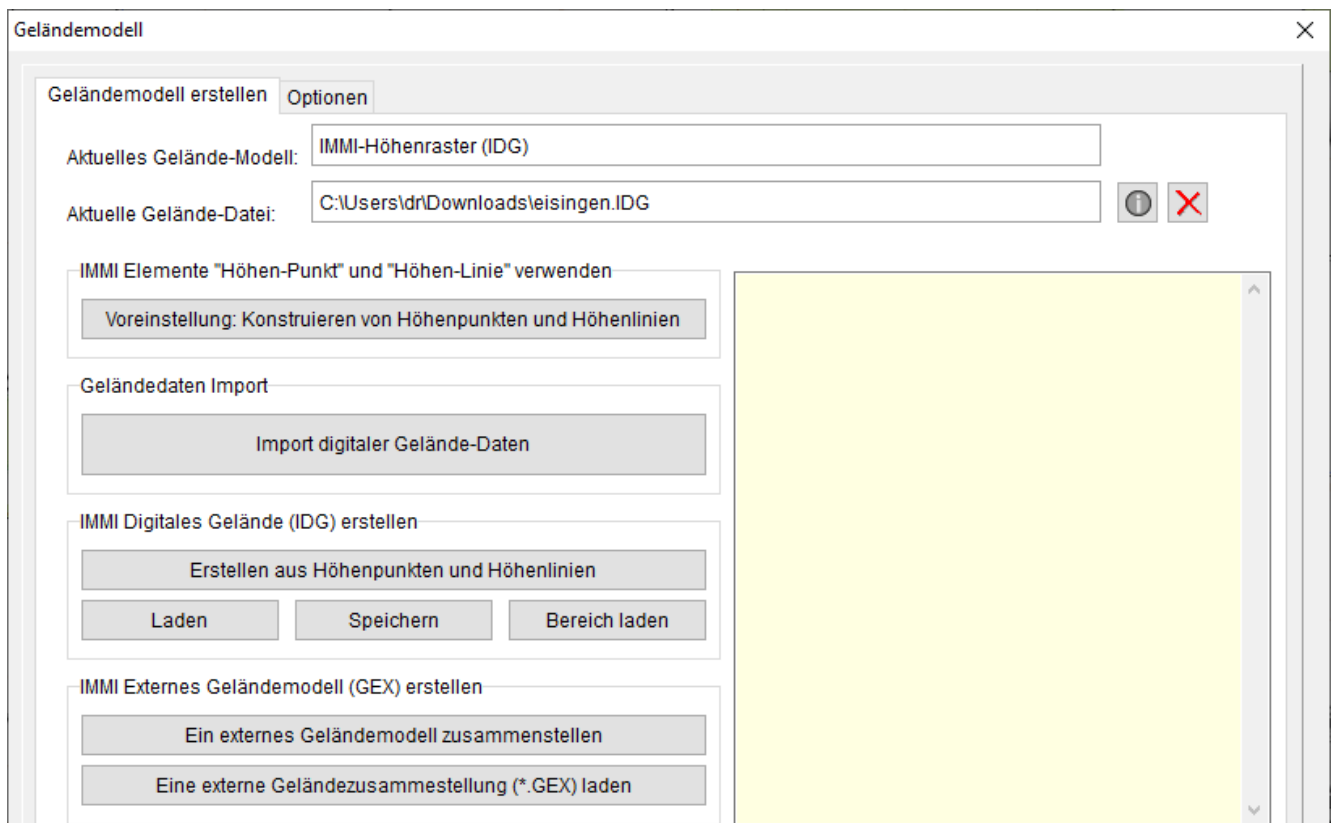 Geländemodell
Geländemodell erstellen Optionen
Aktuelles Gelände-Modell: IMMI-Höhenraster (IDG)
Aktuelle Gelände-Datei: C:\Users\dr\Downloads\eisingen.IDG
IMMI Elemente "Höhen-Punkt" und "Höhen-Linie" verwenden
Voreinstellung: Konstruieren von Höhenpunkten und Höhenlinien
Geländedaten Import
Import digitaler Gelände-Daten
IMMI Digitales Gelände (IDG) erstellen
Erstellen aus Höhenpunkten und Höhenlinien
Laden Speichern Bereich laden
IMMI Externes Geländemodell (GEX) erstellen
Ein externes Geländemodell zusammenstellen
Eine externe Geländezusammestellung (*.GEX) laden